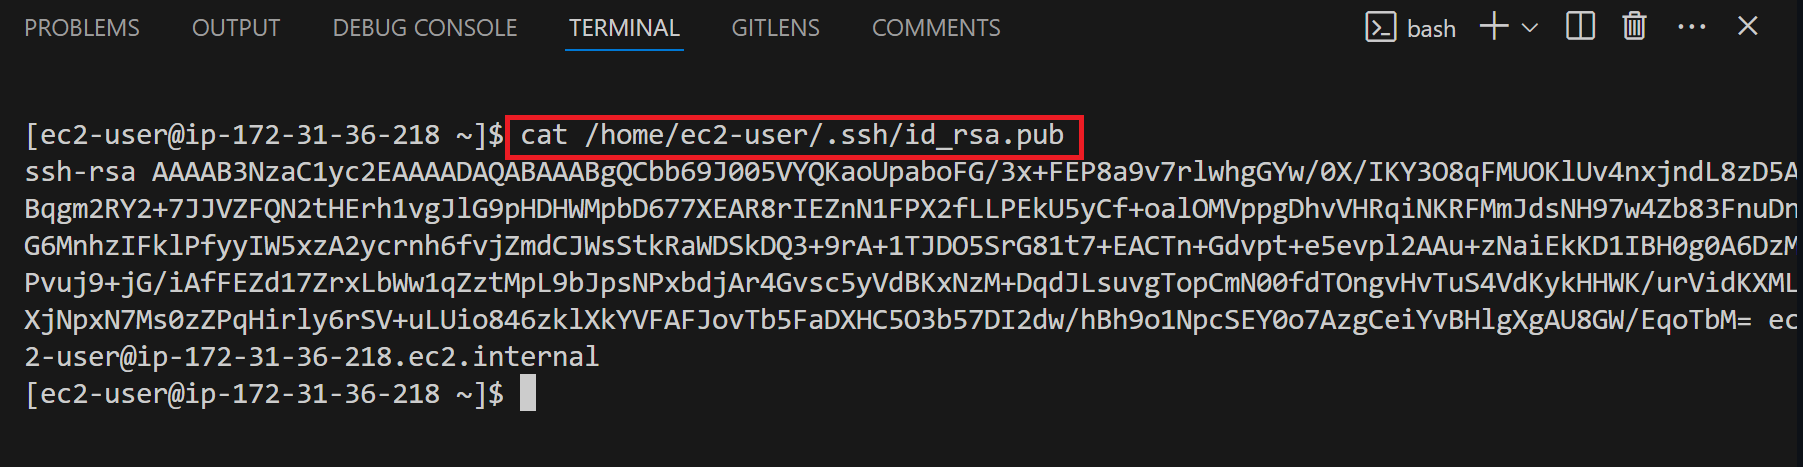 PROBLEMS OUTPUT DEBUG CONSOLE TERMINAL GITLENS COMMENTS bash
[ec2-user@ip-172-31-36-218 ~]$ cat /home/ec2-user/.ssh/id_rsa.pub
ssh-rsa AAAAB3NzaC1yc2EAAAADAQABAAABgQCbb69J005VYQKaoUpaboFG/3x+FEP8a9v7rlwhgGYw/0X/IKY3O8qFMUOKlUv4nxjndL8zD5A
Bqgm2RY2+7JJVZFQN2tHErh1vgJlG9pHDHWMpbD677XEAR8rIEZnN1FPX2fLLPEkU5yCf+oalOMVppgDhvVHRqiNKRFMmJdsNH97w4Zb83FnuDn
G6MnhzIFklPfyyIW5xzA2ycrnh6fvjZmdCJWsStkRaWDSkDQ3+9rA+1TJDO5SrG81t7+EACTn+Gdvpt+e5evpl2AAu+zNaiEkKD1IBH0g0A6DzM
Pvuj9+jG/iAfFEZd17ZrxLbWw1qZztMpL9bJpsNPxbdjAr4Gvsc5yVdBKxNzM+DqdJLsuvgTopCmN00fdTOngvHvTuS4VdKykHHWK/urVidKXML
XjNpxN7Ms0zZPqHirly6rSV+uLUio846zklXkYVFAFJovTb5FaDXHC5O3b57DI2dw/hBh9o1NpcSEY0o7AzgCeiYvBHlgXgAU8GW/EqoTbM= ec
2-user@ip-172-31-36-218.ec2.internal
[ec2-user@ip-172-31-36-218 ~]$